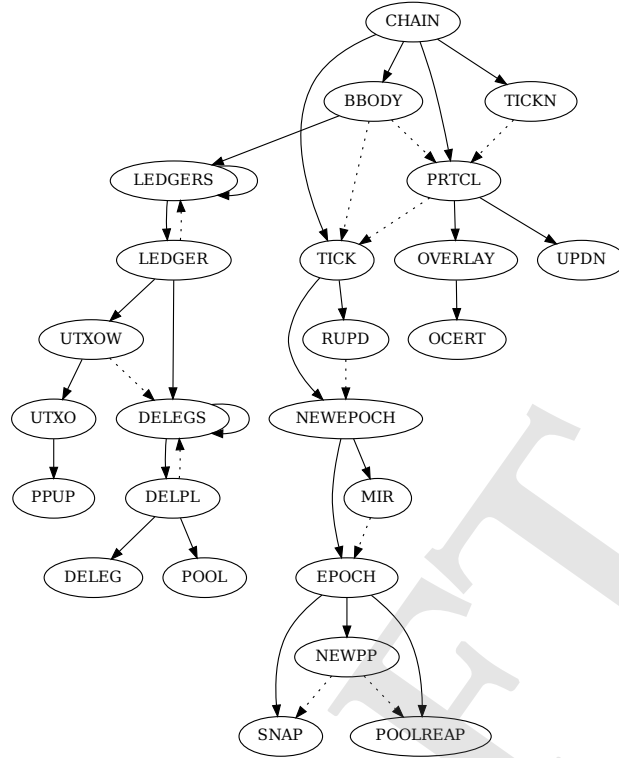 CHAIN
BBODY
TICKN
LEDGERS
PRTCL
LEDGER
TICK
OVERLAY
UPDN
UTXOW
RUPD
OCERT
UTXO
DELEGS
NEWEPOCH
PPUP
DELPL
MIR
DELEG
POOL
EPOCH
NEWPP
SNAP
POOLREAP
FT